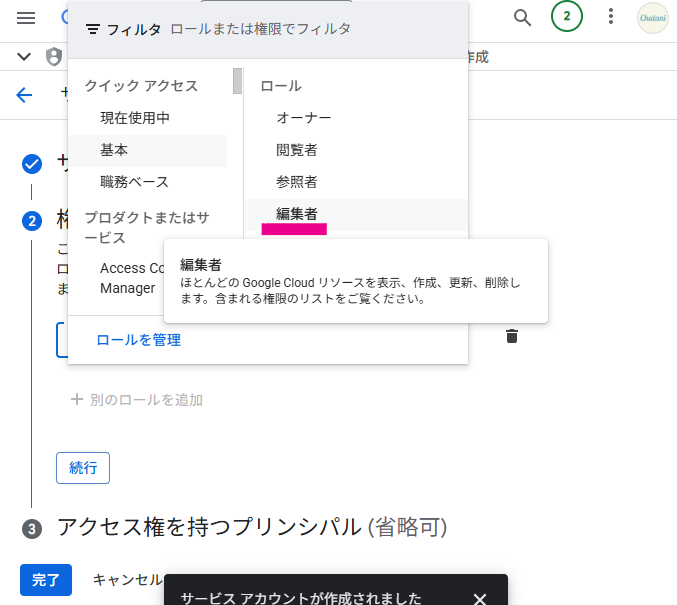 フィルタ ロールまたは権限でフィルタ
2
Chatani
作成
クイック アクセス
現在使用中
基本
職務ベース
プロダクトまたはサ
ービス
Access Co
Manager
ロール
オーナー
閲覧者
参照者
編集者
編集者
ほとんどの Google Cloud リソースを表示、作成、更新、削除し
ます。含まれる権限のリストをご覧ください。
ロールを管理
2
権
こ
ロ
ま
+ 別のロールを追加
続行
3 アクセス権を持つプリンシパル (省略可)
完了 キャンセル
サービス アカウントが作成されました